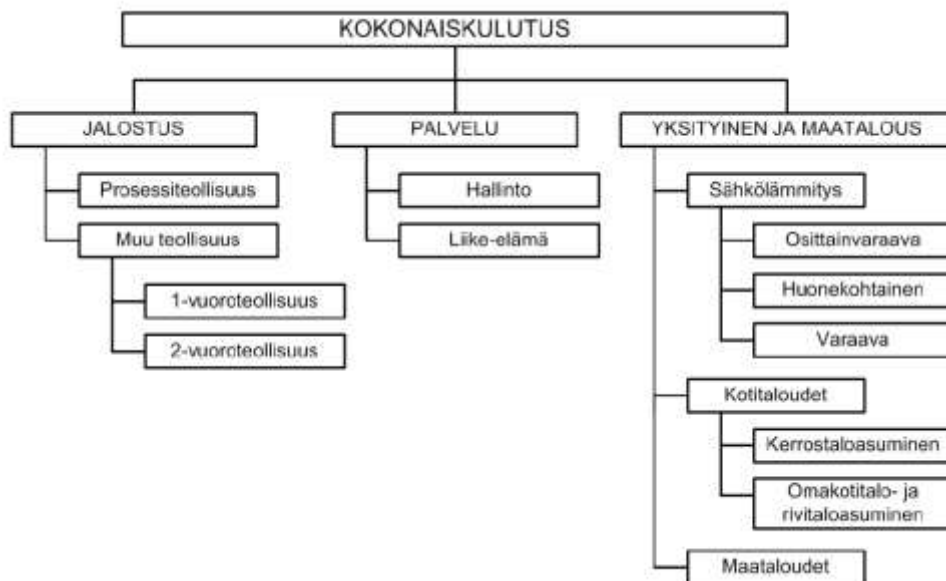 KOKONAISKULUTUS
JALOSTUS
Prosessiteollisuus
Muu teollisuus
1-vuoroteollisuus
2-vuoroteollisuus
PALVELU
Hallinto
Liike-elämä
YKSITYINEN JA MAATALOUS
Sähkölämmitys
Osittainvaraava
Huonekohtainen
Varaava
Kotitaloudet
Kerrostaloasuminen
Omakotitalo- ja
rivitaloasuminen
Maataloudet